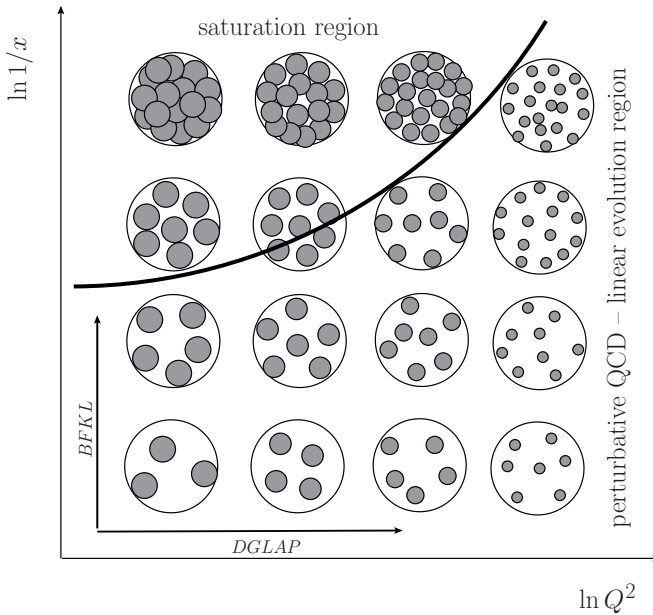 saturation region
ln 1/x
perturbative QCD – linear evolution region
BFKL
DGLAP
ln Q²